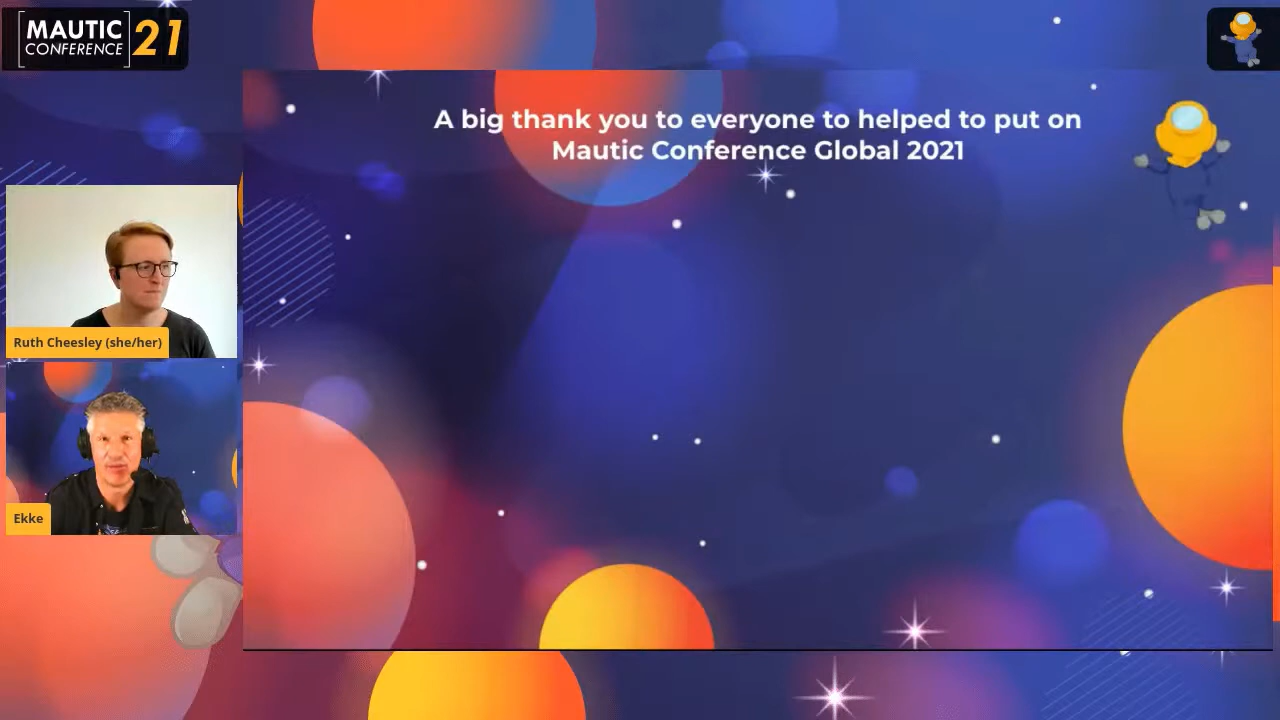 MAUTIC
CONFERENCE
21
A big thank you to everyone to helped to put on
Mautic Conference Global 2021
Ruth Cheesley (she/her)
Ekke